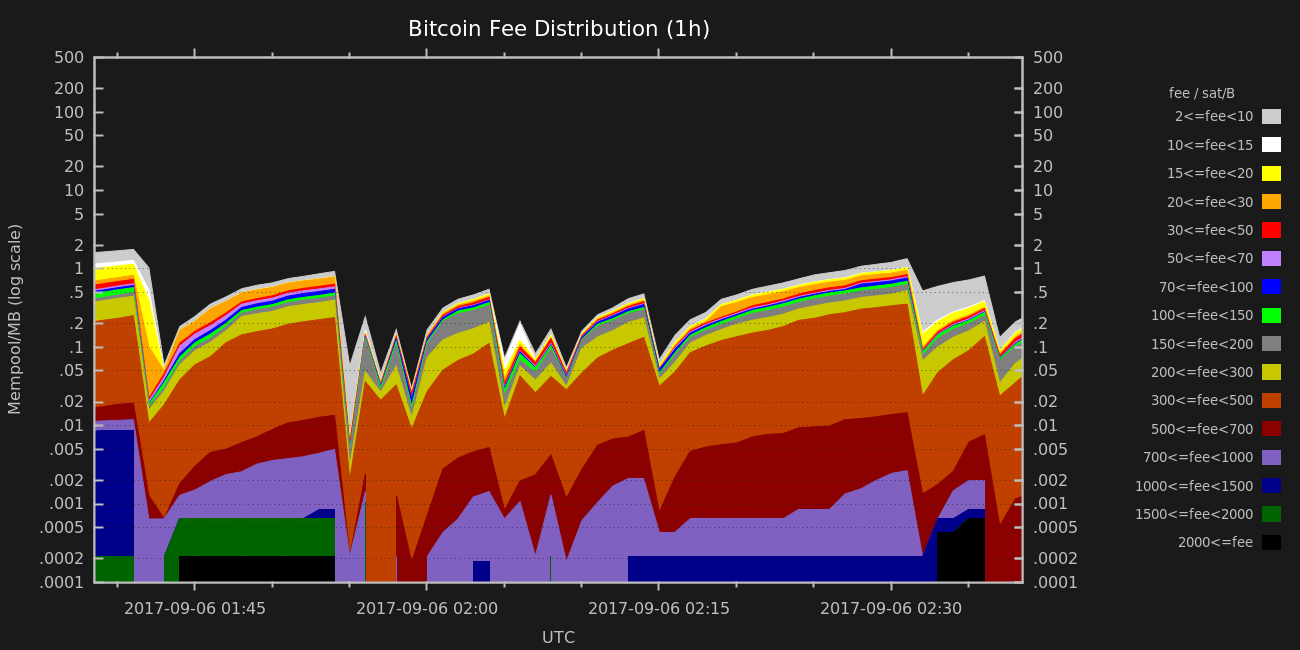 Bitcoin Fee Distribution (1h)
Mempool/MB (log scale)
500
200
100
50
20
10
5
2
1
.5
.2
.1
.05
.02
.01
.005
.002
.001
.0005
.0002
.0001
500
200
100
50
20
10
5
2
1
.5
.2
.1
.05
.02
.01
.005
.002
.001
.0005
.0002
.0001
2017-09-06 01:45
2017-09-06 02:00
2017-09-06 02:15
2017-09-06 02:30
UTC
fee / sat/B
2<=fee<10
10<=fee<15
15<=fee<20
20<=fee<30
30<=fee<50
50<=fee<70
70<=fee<100
100<=fee<150
150<=fee<200
200<=fee<300
300<=fee<500
500<=fee<700
700<=fee<1000
1000<=fee<1500
1500<=fee<2000
2000<=fee